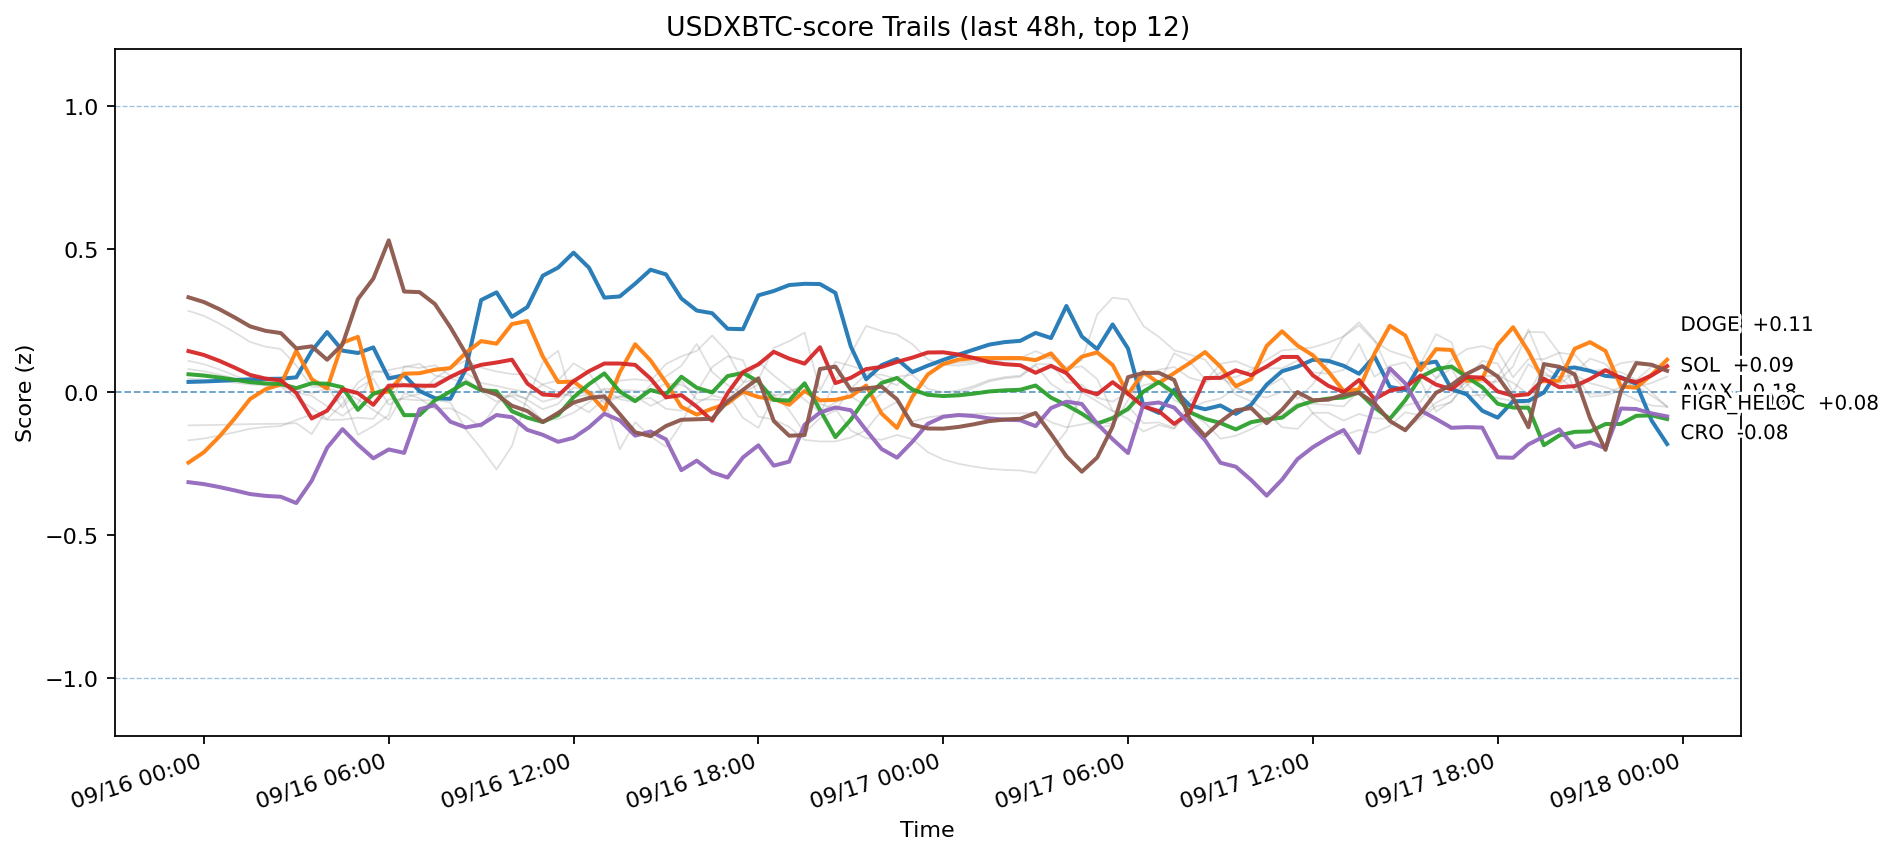 USDXBTC-score Trails (last 48h, top 12)
Score (z)
1.0
0.5
0.0
−0.5
−1.0
DOGE +0.11
SOL +0.09
FIGR_HELOC +0.08
CRO -0.08
09/16 00:00
09/16 06:00
09/16 12:00
09/16 18:00
09/17 00:00
09/17 06:00
09/17 12:00
09/17 18:00
09/18 00:00
Time